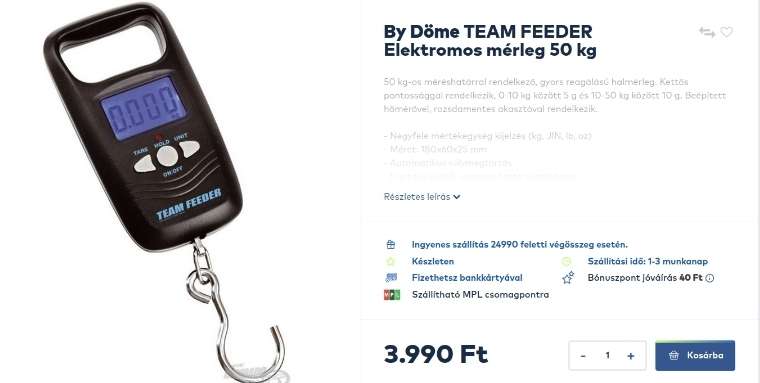 By Döme TEAM FEEDER
Elektromos mérleg 50 kg
50 kg-os méréshatárral rendelkező, gyors reagálású halmérleg. Kettős
pontossággal rendelkezik, 0-10 kg között 5 g és 10-50 kg között 10 g. Beépített
hőmérővel, rozsdamentes akasztóval rendelkezik.
- Négyféle mértékegység kijelzés (kg, JIN, lb, oz)
- Méret: 150x60x25 mm
- Automatikus súlymegtartás
Részletes leírás
Ingyenes szállítás 24990 feletti végösszeg esetén.
Készleten
Szállítási idő: 1-3 munkanap
Fizethetsz bankkártyával
Bónuszpont jóváírás 40 Ft
MPL Szállítható MPL csomagpontra
3.990 Ft
- 1 +
Kosárba
0.000
kg
TARE HOLD UNIT
ON/OFF
TEAM FEEDER